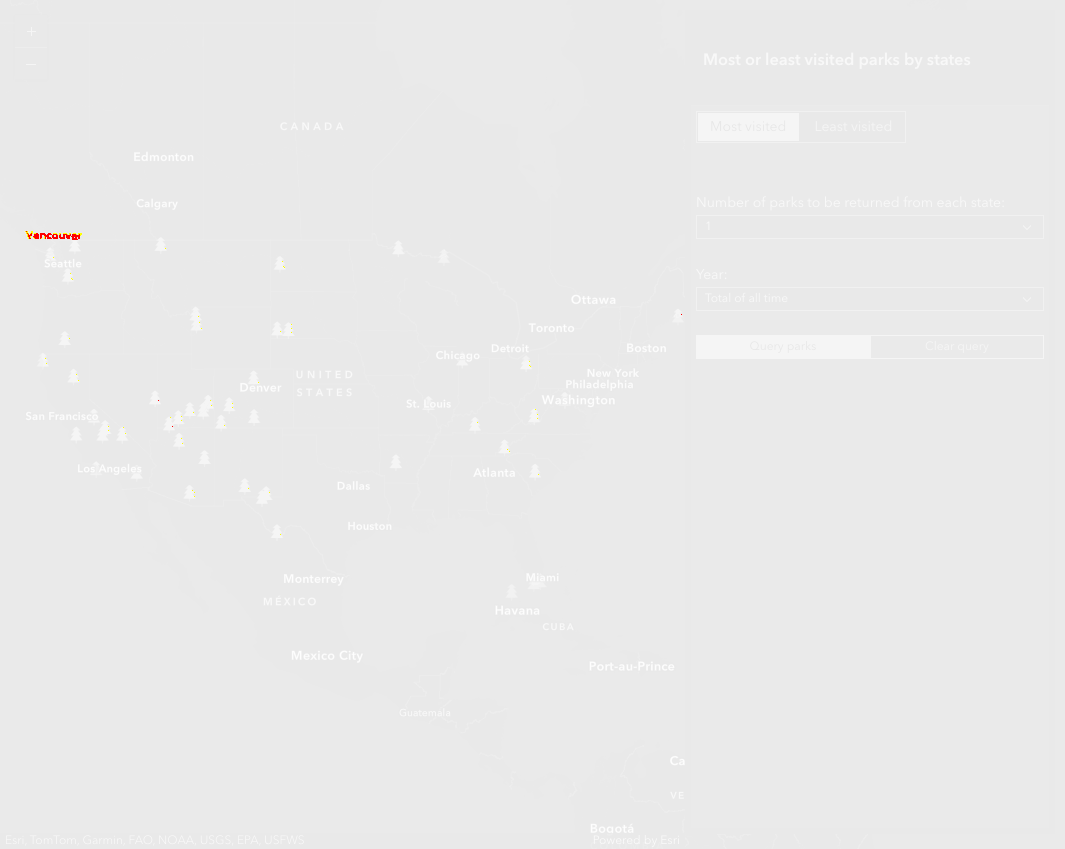 +
−
Most or least visited parks by states
Most visited
Least visited
Number of parks to be returned from each state:
1
Year:
Total of all time
Query parks
Clear query
CANADA
Edmonton
Calgary
Vancouver
Seattle
Ottawa
Toronto
Boston
Detroit
Chicago
New York
Philadelphia
UNITED
STATES
Denver
Washington
St. Louis
San Francisco
Los Angeles
Atlanta
Dallas
Houston
Monterrey
Miami
MÉXICO
Havana
CUBA
Mexico City
Port-au-Prince
Guatemala
Ca
VE
Bogotá
Esri, TomTom, Garmin, FAO, NOAA, USGS, EPA, USFWS
Powered by Esri